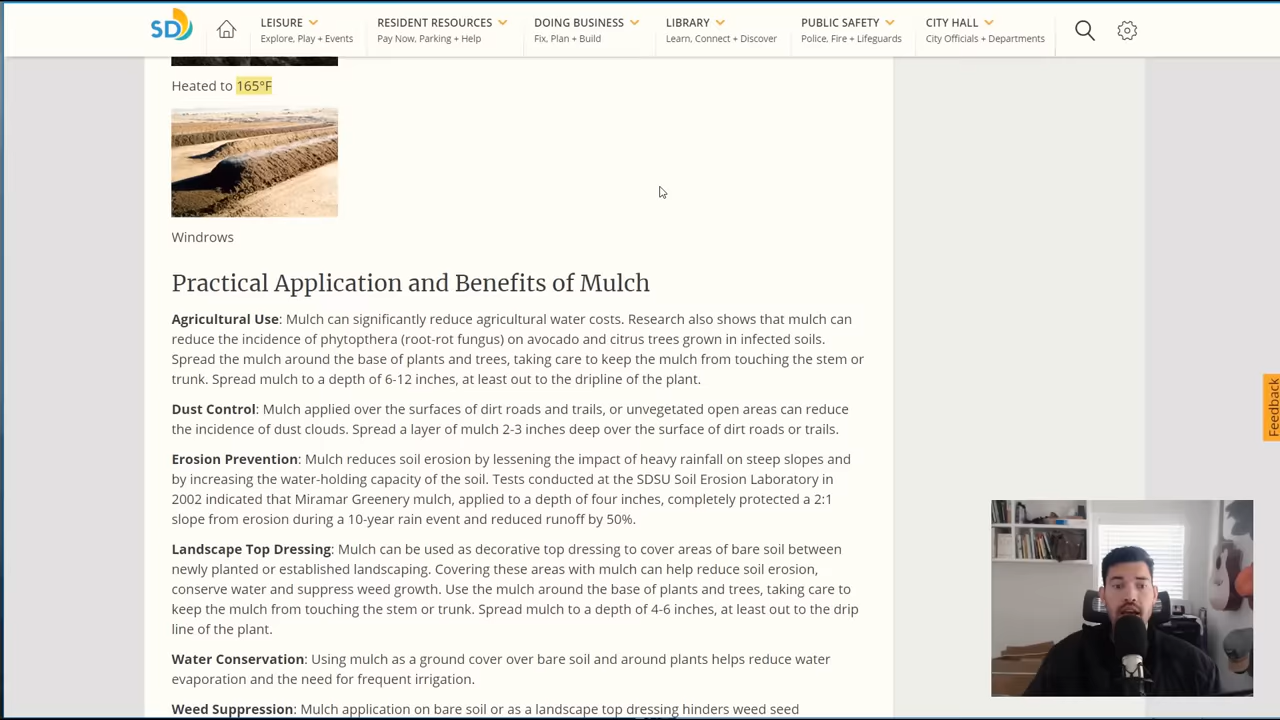 SD
LEISURE
Explore, Play + Events
RESIDENT RESOURCES
Pay Now, Parking + Help
DOING BUSINESS
Fix, Plan + Build
LIBRARY
Learn, Connect + Discover
PUBLIC SAFETY
Police, Fire + Lifeguards
CITY HALL
City Officials + Departments
Heated to 165°F
Windrows
Practical Application and Benefits of Mulch
Agricultural Use: Mulch can significantly reduce agricultural water costs. Research also shows that mulch can
reduce the incidence of phytopthera (root-rot fungus) on avocado and citrus trees grown in infected soils.
Spread the mulch around the base of plants and trees, taking care to keep the mulch from touching the stem or
trunk. Spread mulch to a depth of 6-12 inches, at least out to the dripline of the plant.
Dust Control: Mulch applied over the surfaces of dirt roads and trails, or unvegetated open areas can reduce
the incidence of dust clouds. Spread a layer of mulch 2-3 inches deep over the surface of dirt roads or trails.
Erosion Prevention: Mulch reduces soil erosion by lessening the impact of heavy rainfall on steep slopes and
by increasing the water-holding capacity of the soil. Tests conducted at the SDSU Soil Erosion Laboratory in
2002 indicated that Miramar Greenery mulch, applied to a depth of four inches, completely protected a 2:1
slope from erosion during a 10-year rain event and reduced runoff by 50%.
Landscape Top Dressing: Mulch can be used as decorative top dressing to cover areas of bare soil between
newly planted or established landscaping. Covering these areas with mulch can help reduce soil erosion,
conserve water and suppress weed growth. Use the mulch around the base of plants and trees, taking care to
keep the mulch from touching the stem or trunk. Spread mulch to a depth of 4-6 inches, at least out to the drip
line of the plant.
Water Conservation: Using mulch as a ground cover over bare soil and around plants helps reduce water
evaporation and the need for frequent irrigation.
Weed Suppression: Mulch application on bare soil or as a landscape top dressing hinders weed seed
Feedback